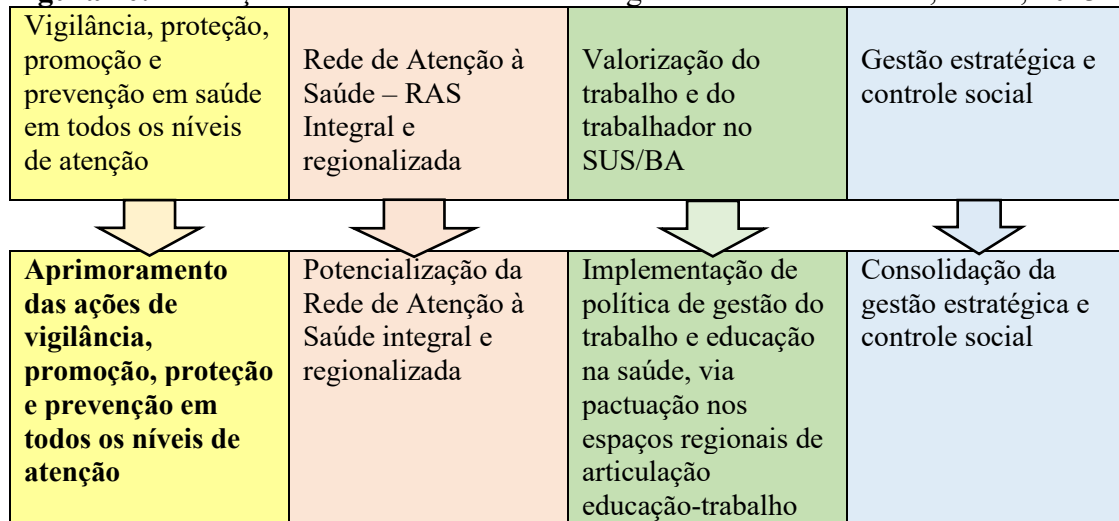 Vigilância, proteção,
promoção e
prevenção em saúde
em todos os níveis
de atenção
Rede de Atenção à
Saúde – RAS
Integral e
regionalizada
Valorização do
trabalho e do
trabalhador no
SUS/BA
Gestão estratégica e
controle social
Aprimoramento
das ações de
vigilância,
promoção, proteção
e prevenção em
todos os níveis de
atenção
Potencialização da
Rede de Atenção à
Saúde integral e
regionalizada
Implementação de
política de gestão do
trabalho e educação
na saúde, via
pactuação nos
espaços regionais de
articulação
educação-trabalho
Consolidação da
gestão estratégica e
controle social